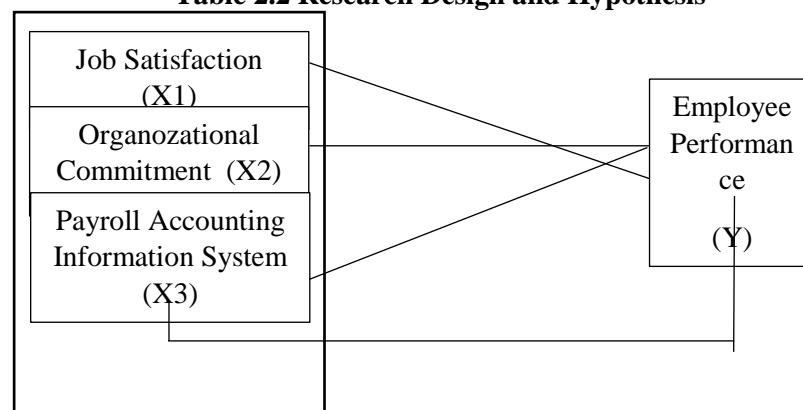 Table 2.2 Research Design and Hypothesis
Job Satisfaction
(X1)
Organozational
Commitment (X2)
Payroll Accounting
Information System
(X3)
Employee
Performan
ce
(Y)